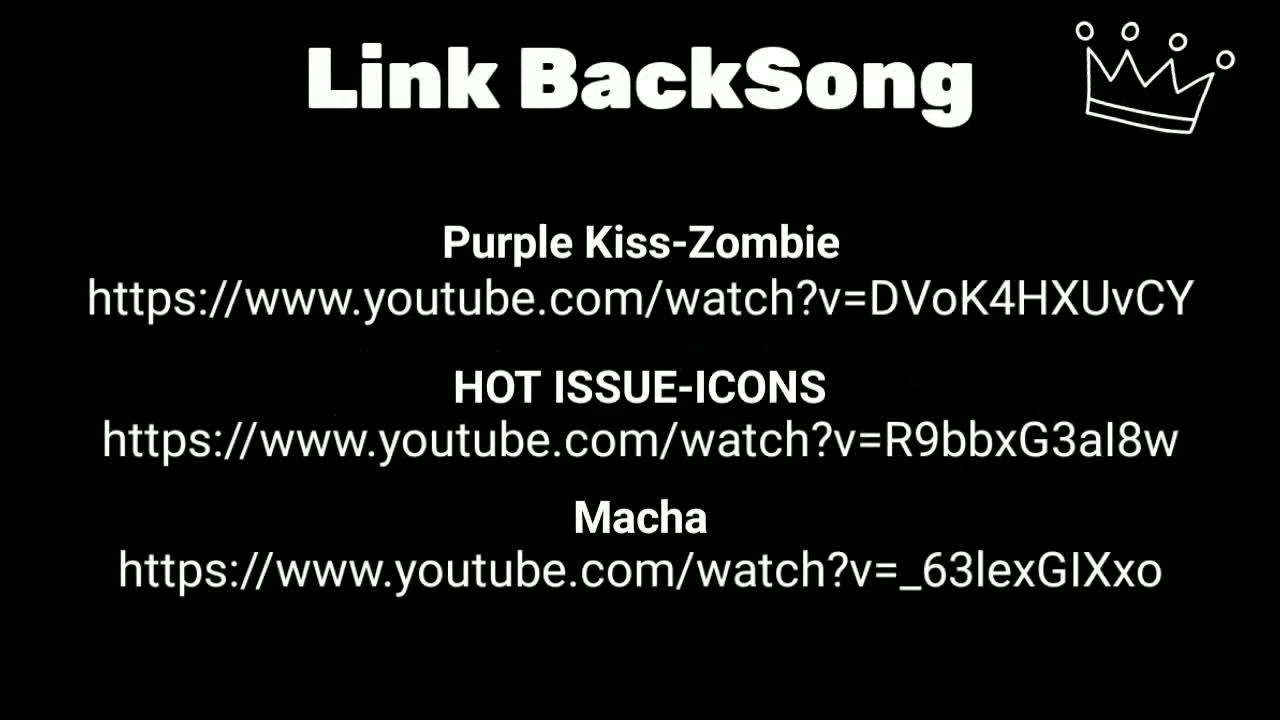 Link BackSong
Purple Kiss-Zombie
https://www.youtube.com/watch?v=DVoK4HXUvCY
HOT ISSUE-ICONS
https://www.youtube.com/watch?v=R9bbxG3aI8w
Macha
https://www.youtube.com/watch?v=_63lexGIXxo